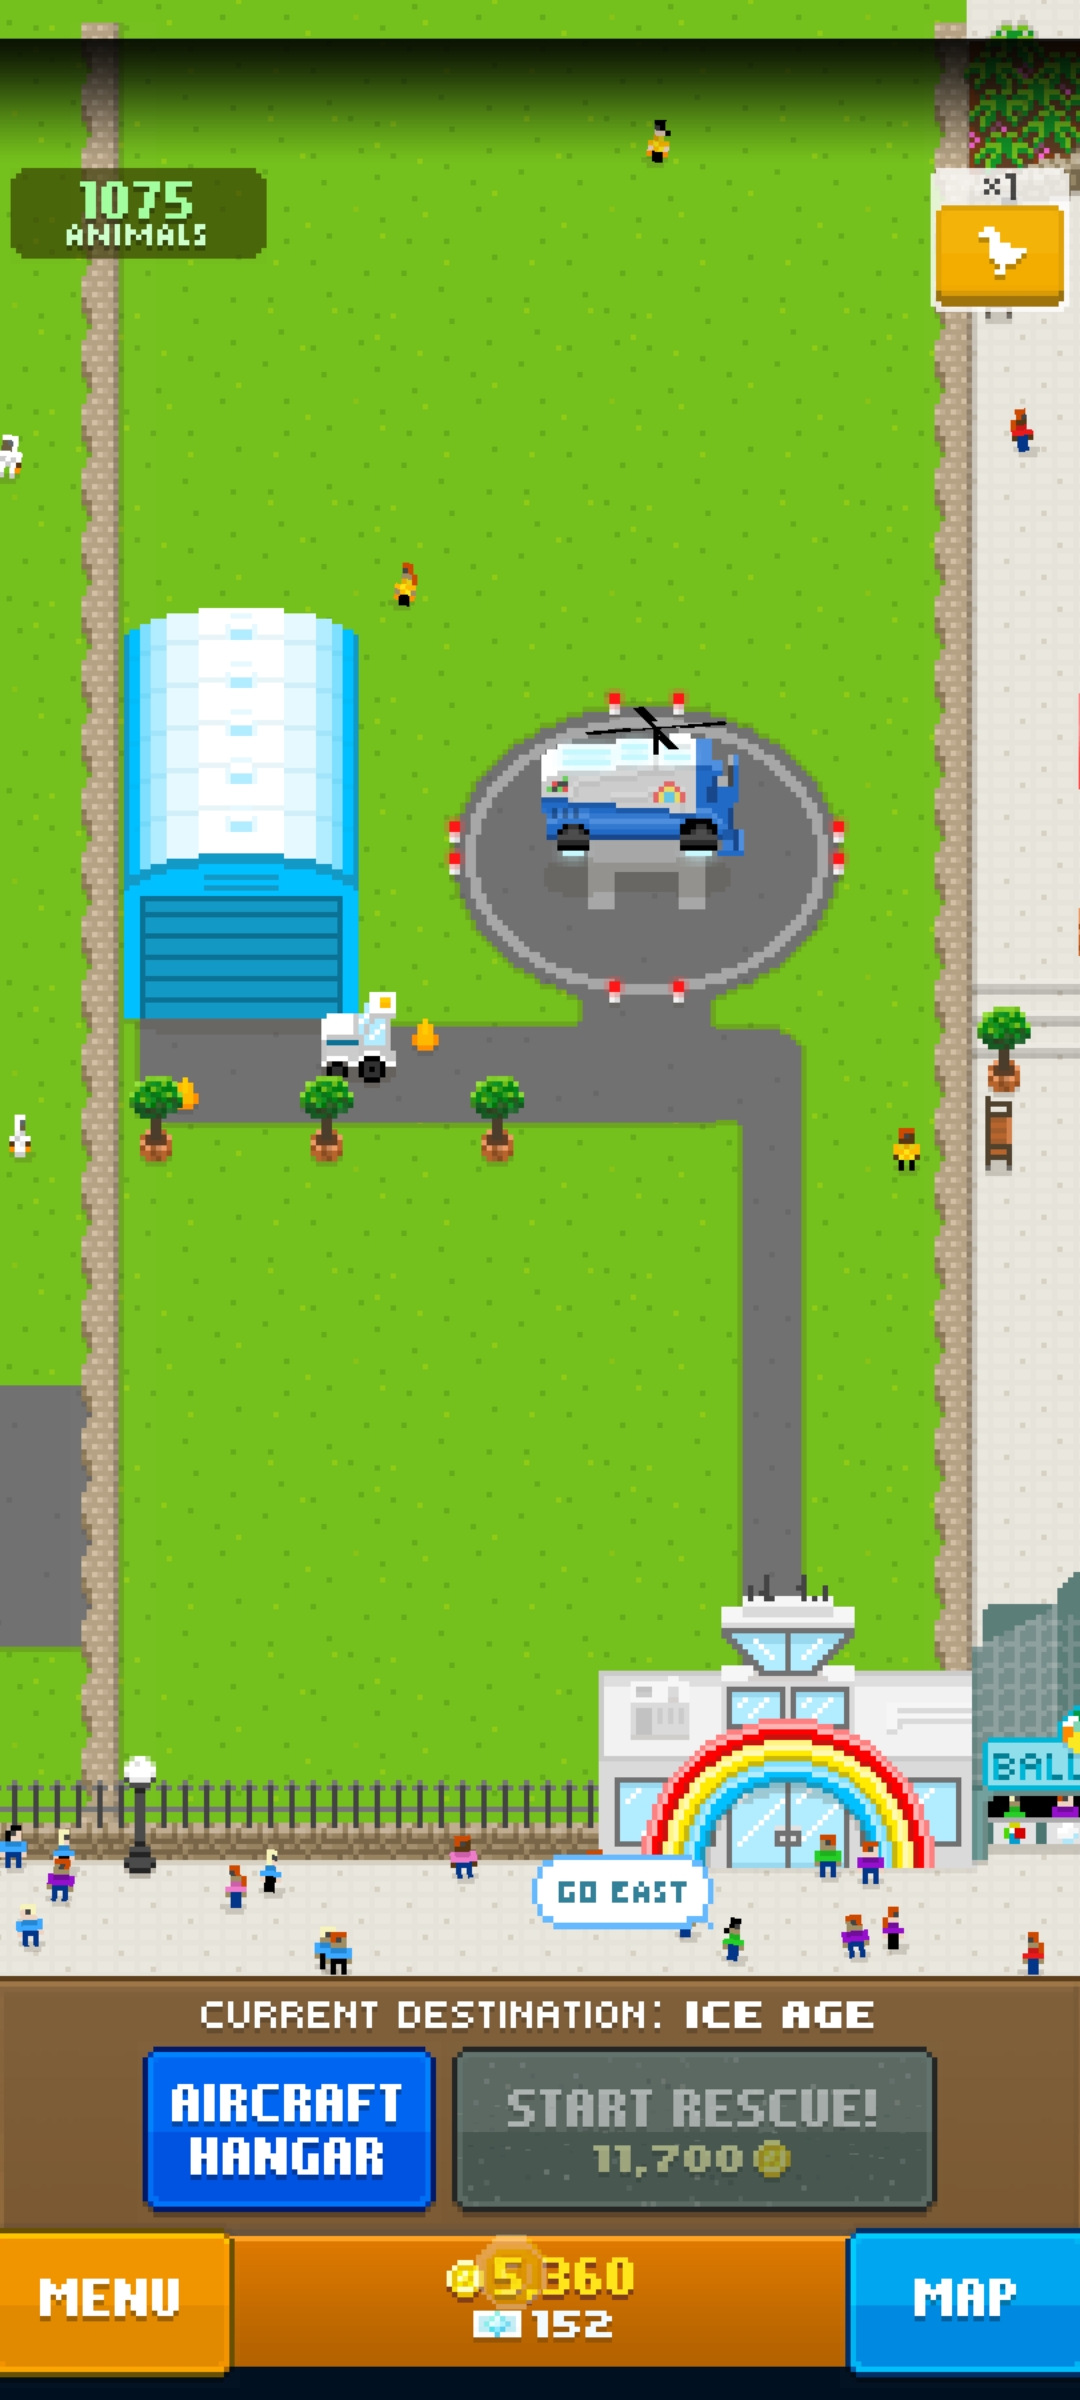 1075
ANIMALS
x1
BALL
GO EAST
CURRENT DESTINATION: ICE AGE
AIRCRAFT
HANGAR
START RESCUE!
11,700
MENU
5,360
152
MAP